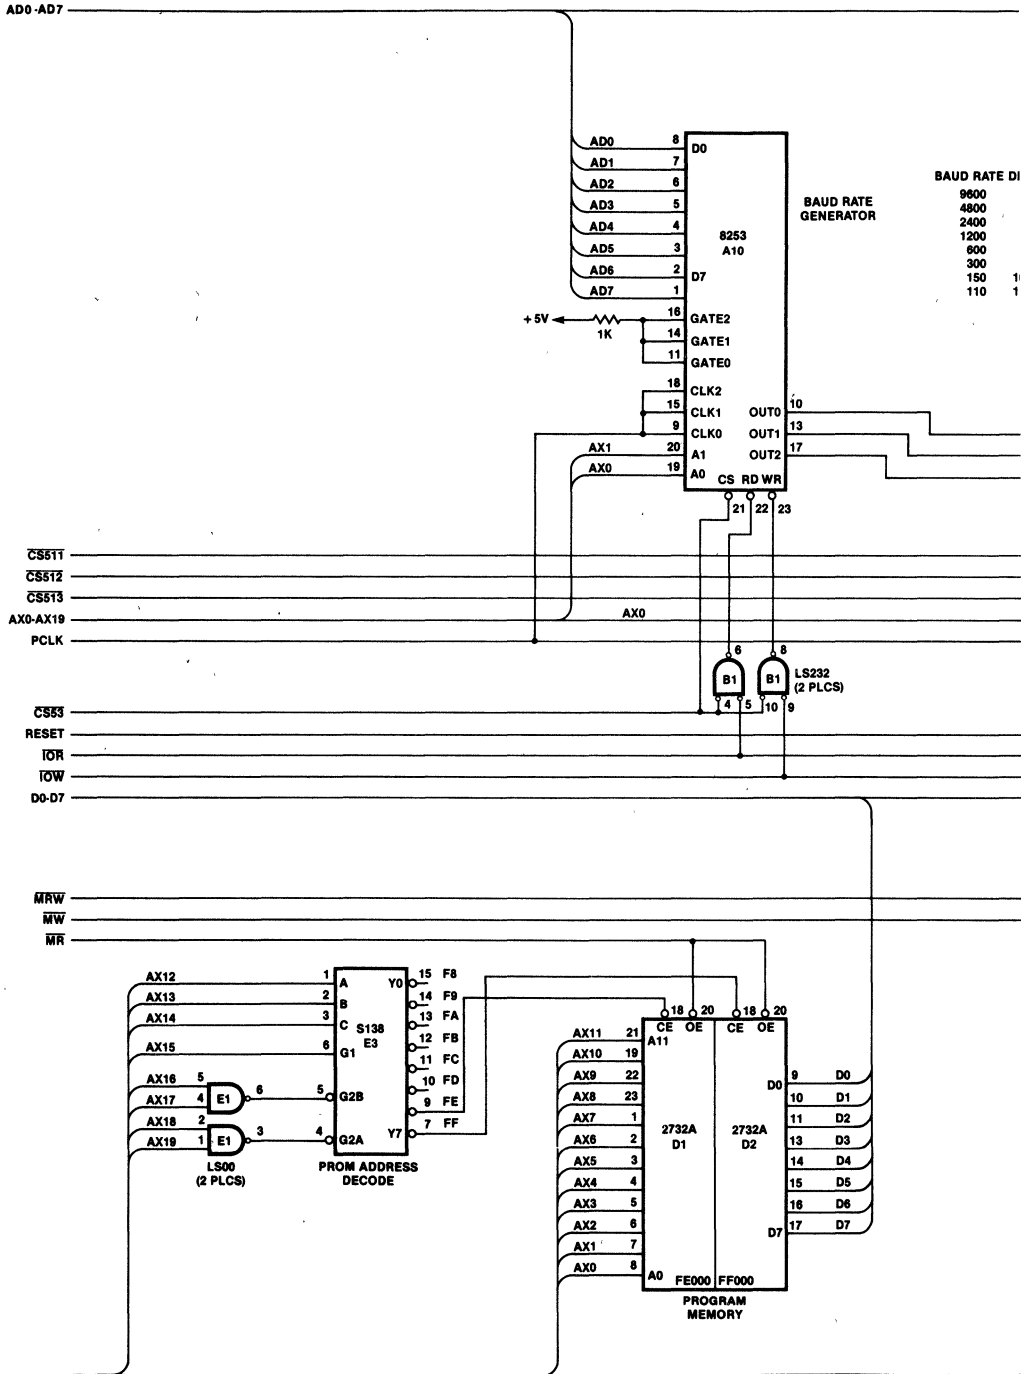 AD0-AD7
AD0 8 D0
AD1 7
AD2 6
AD3 5
AD4 4
AD5 3
AD6 2 D7
AD7 1
8253
A10
BAUD RATE
GENERATOR
BAUD RATE DI
9600
4800
2400
1200
600
300
150 1
110 1
+5V
1K
16 GATE2
14 GATE1
11 GATE0
18 CLK2
15 CLK1
9 CLK0
AX1 20 A1
AX0 19 A0
OUT0 10
OUT1 13
OUT2 17
CS RD WR
21 22 23
CS511
CS512
CS513
AX0-AX19
AX0
PCLK
6 8
B1 B1
LS232
(2 PLCS)
4 5 10 9
CS53
RESET
IOR
IOW
D0-D7
MRW
MW
MR
AX12 1 A
AX13 2 B
AX14 3 C
AX15 6 G1
AX16 5
AX17 4
E1 6 5 G2B
AX18 2
AX19 1
E1 3 4 G2A
LS00
(2 PLCS)
S138
E3
Y0 15 F8
14 F9
13 FA
12 FB
11 FC
10 FD
9 FE
Y7 7 FF
PROM ADDRESS
DECODE
18 20 18 20
CE OE CE OE
AX11 21 A11
AX10 19
AX9 22
AX8 23
AX7 1
AX6 2
AX5 3
AX4 4
AX3 5
AX2 6
AX1 7
AX0 8 A0
2732A
D1
2732A
D2
FE000 FF000
D0 9 D0
10 D1
11 D2
13 D3
14 D4
15 D5
16 D6
D7 17 D7
PROGRAM
MEMORY